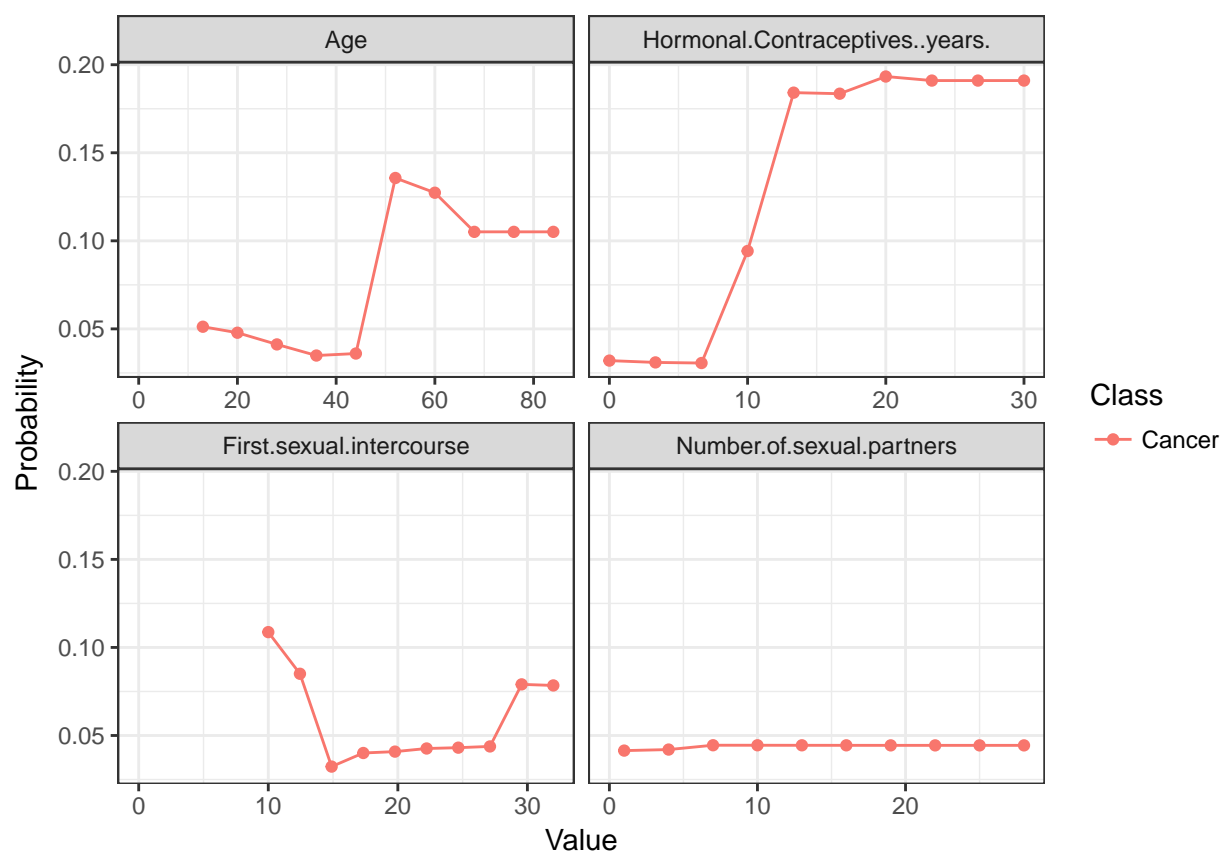 Age
Hormonal.Contraceptives..years.
0.20
0.15
0.10
0.05
0 20 40 60 80
0 10 20 30
First.sexual.intercourse
Number.of.sexual.partners
0.20
0.15
0.10
0.05
0 10 20 30
0 10 20
Probability
Value
Class
Cancer